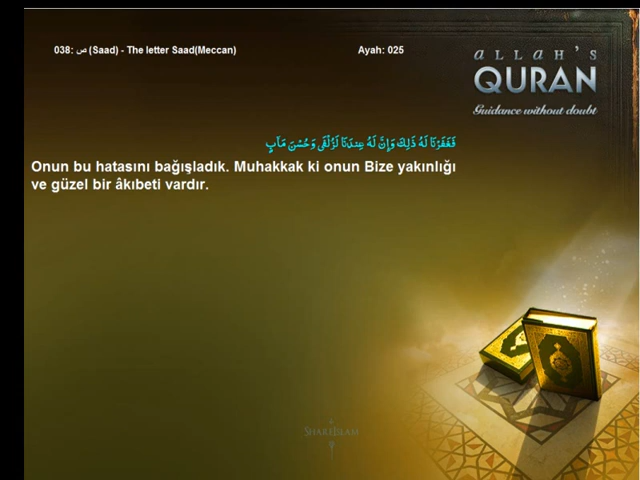 038: ص (Saad) - The letter Saad(Meccan) Ayah: 025
ALLAH'S
QURAN
Guidance without doubt
فَغَفَرْنَا لَهُ ذَلِكَ وَإِنَّ لَهُ عِندَنَا لَزُلْفَى وَحُسْنَ مَآبٍ
Onun bu hatasını bağışladık. Muhakkak ki onun Bize yakınlığı
ve güzel bir âkıbeti vardır.
SHAREISLAM